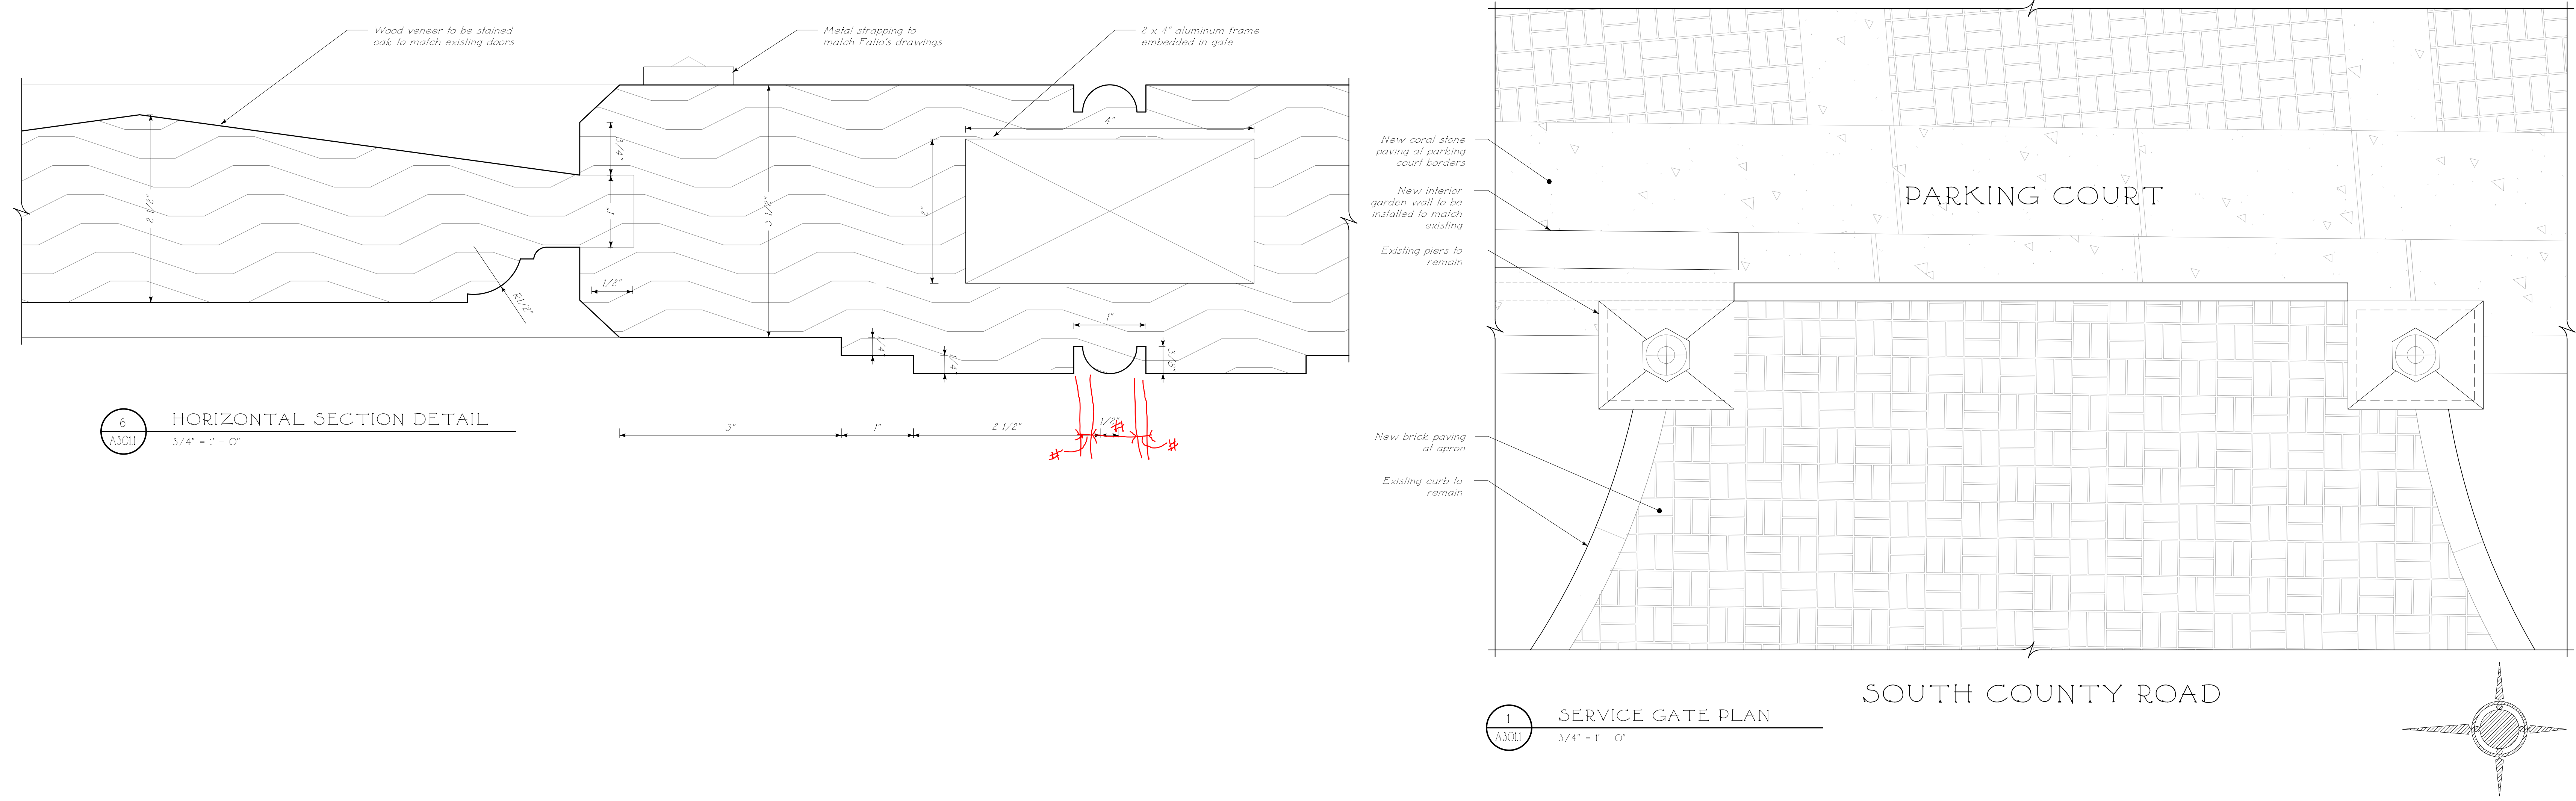 Wood veneer to be stained
oak to match existing doors
Metal strapping to
match Fatio's drawings
2 x 4" aluminum frame
embedded in gate
4"
3/4"
2 1/2"
1"
3 1/2"
2"
1/2"
R1/2"
1"
1/4"
1/4"
3/8"
3"
1"
2 1/2"
1/2"
#
#
#
6
A301.1
HORIZONTAL SECTION DETAIL
3/4" = 1' - 0"
New coral stone
paving at parking
court borders
PARKING COURT
New interior
garden wall to be
installed to match
existing
Existing piers to
remain
New brick paving
at apron
Existing curb to
remain
SOUTH COUNTY ROAD
1
A301.1
SERVICE GATE PLAN
3/4" = 1' - 0"